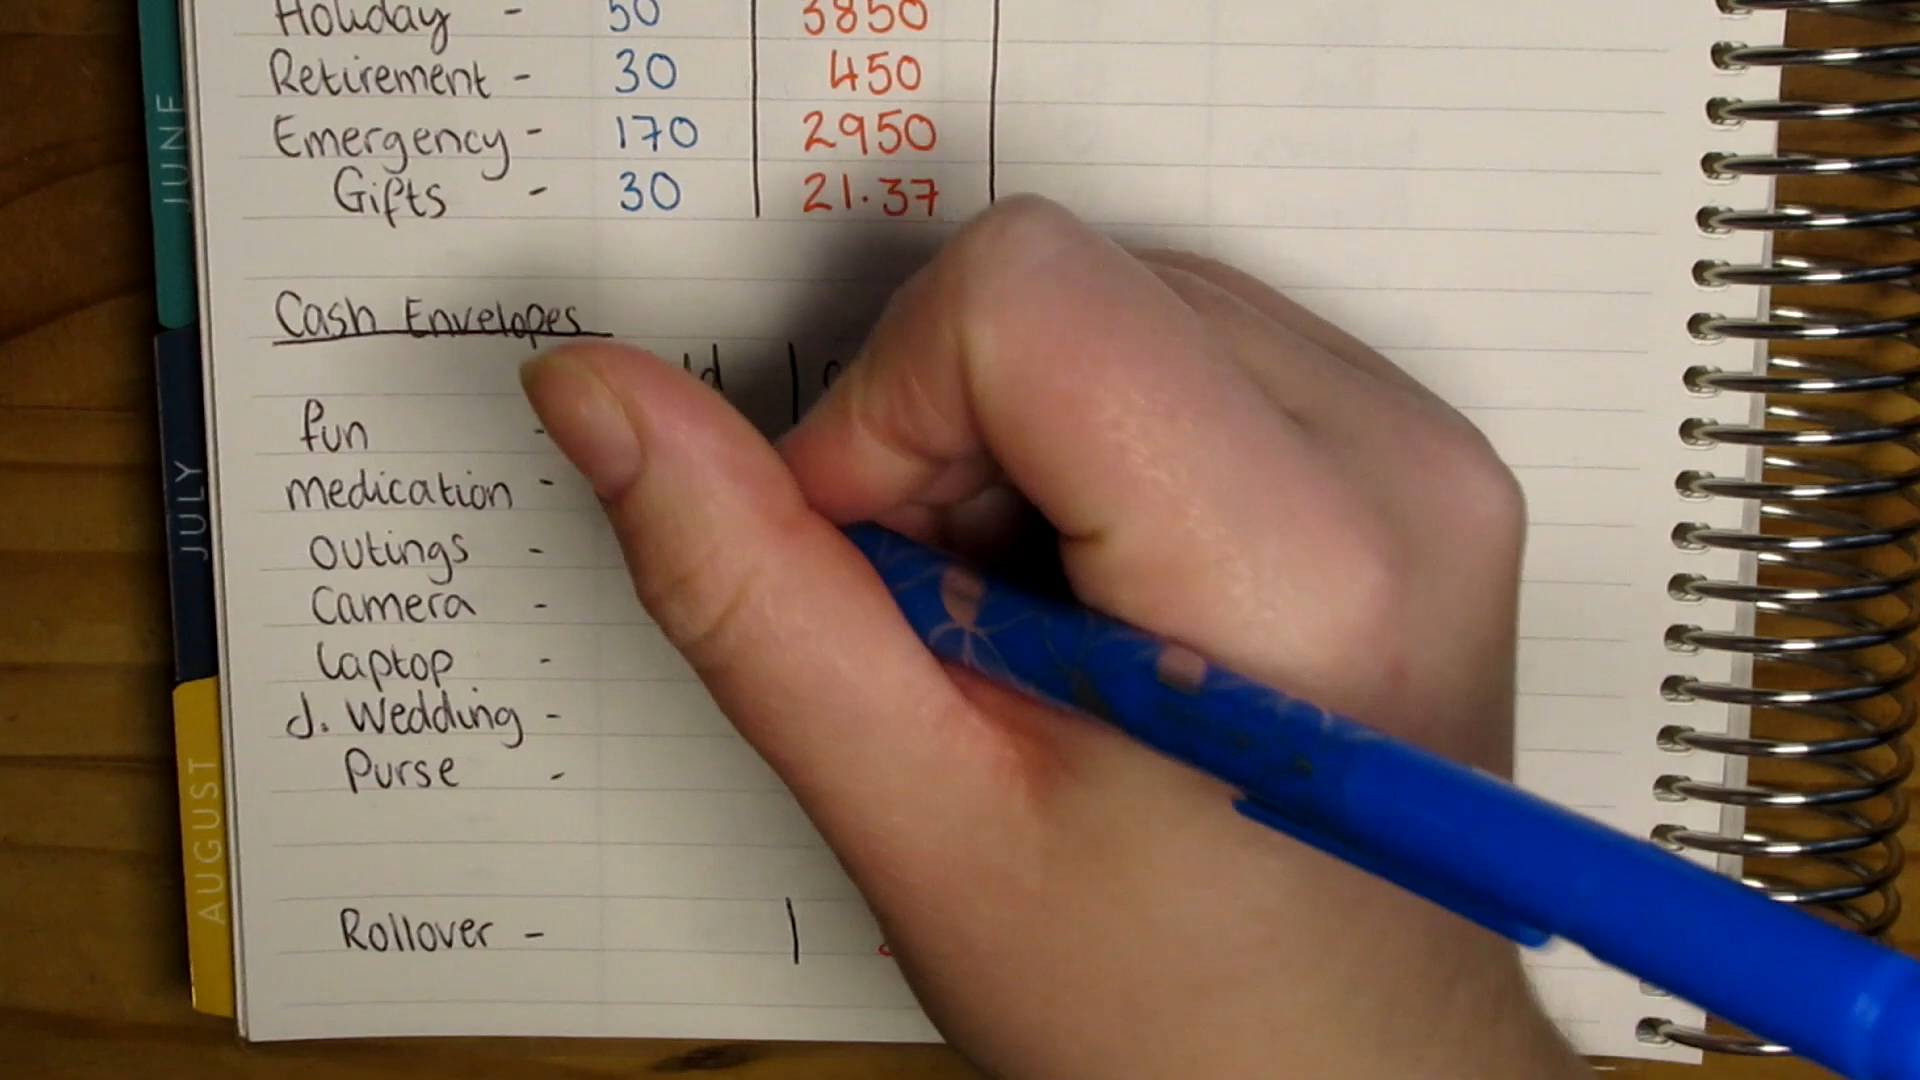 Holiday - 50 3850
Retirement - 30 450
Emergency - 170 2950
Gifts - 30 21.37
Cash Envelopes
fun -
medication -
outings -
Camera -
laptop -
J. Wedding -
Purse -
Rollover -
JUNE
JULY
AUGUST